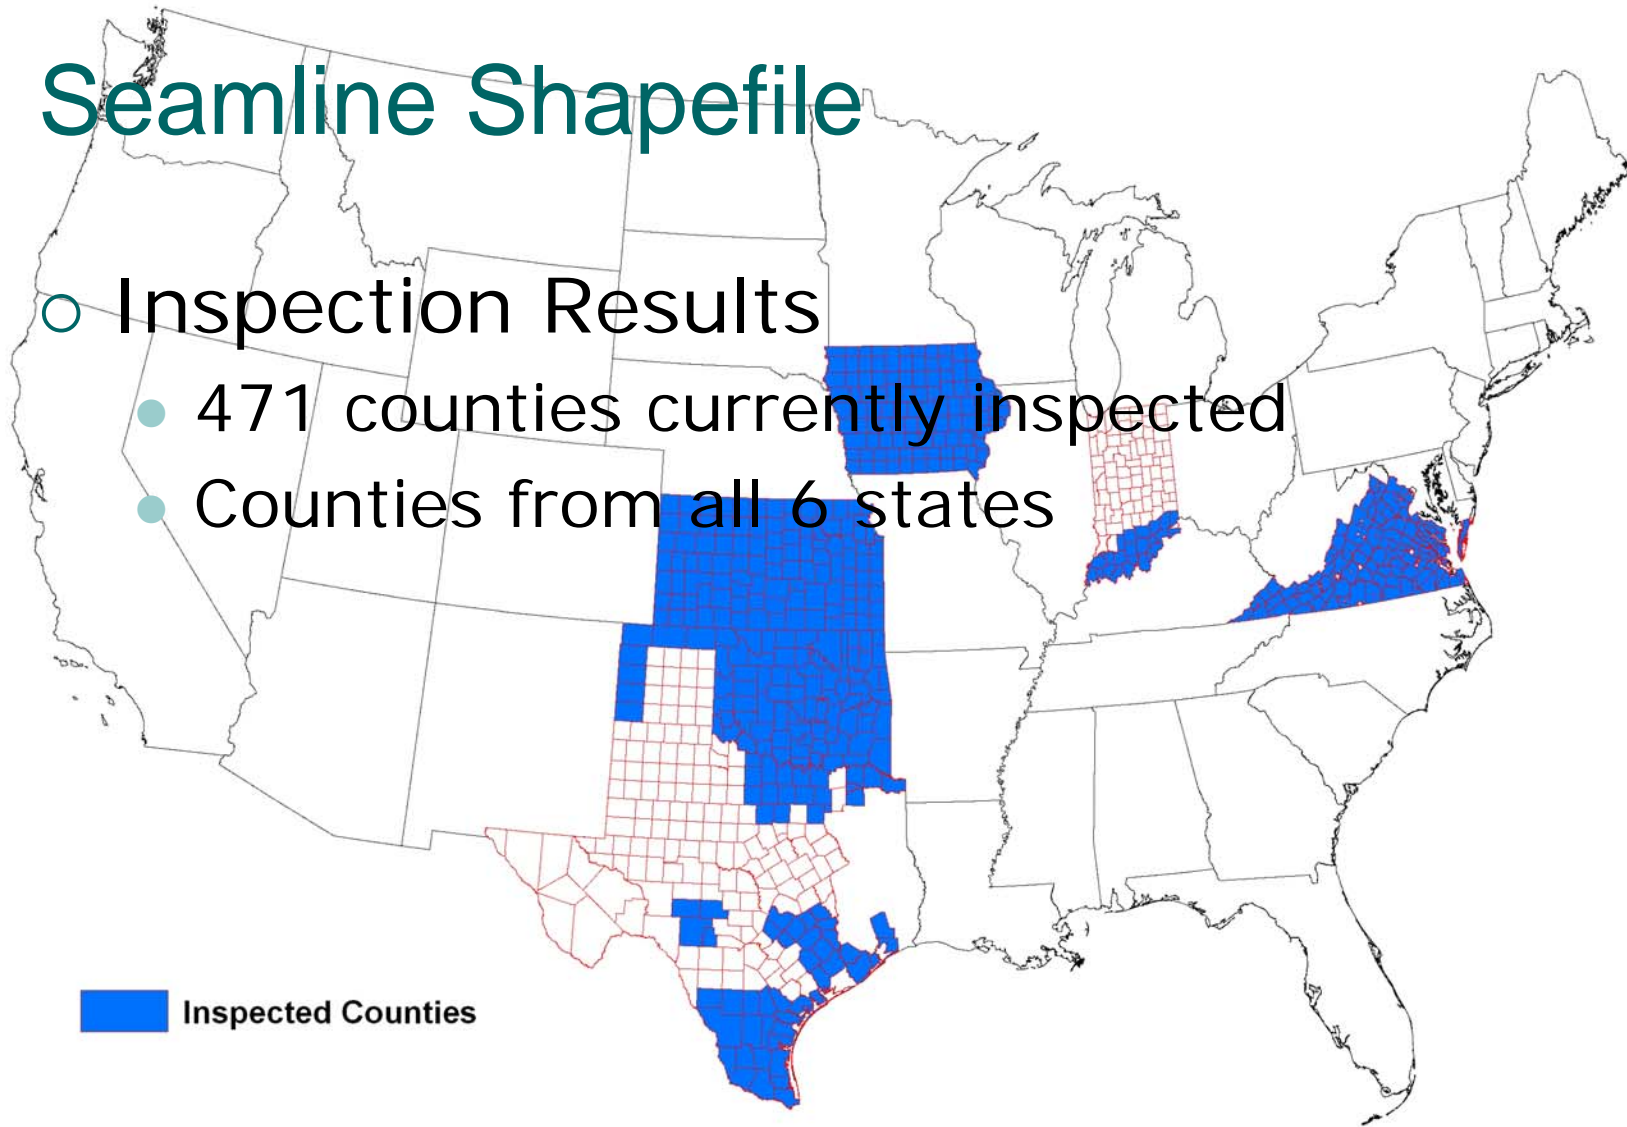 Seamline Shapefile
Inspection Results
471 counties currently inspected
Counties from all 6 states
Inspected Counties